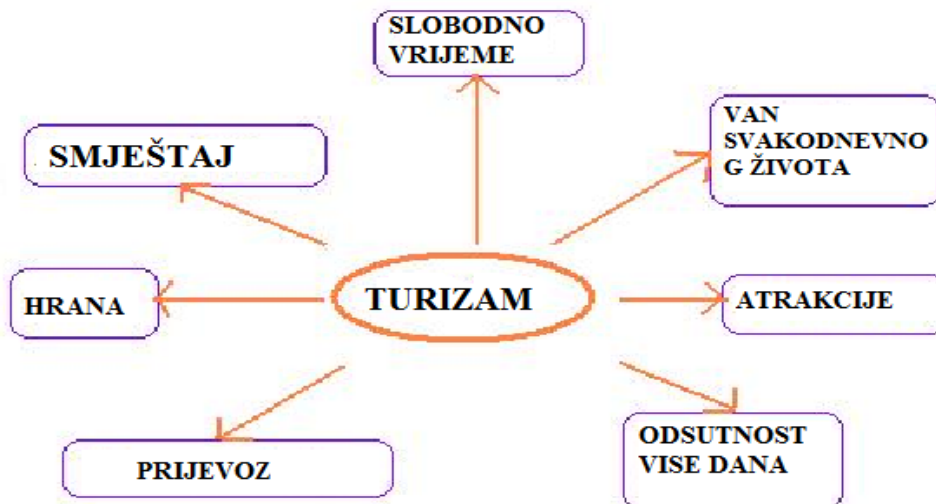 SLOBODNO
VRIJEME
VAN
SVAKODNEVNO
G ŽIVOTA
SMJEŠTAJ
HRANA
TURIZAM
ATRAKCIJE
PRIJEVOZ
ODSUTNOST
VISE DANA